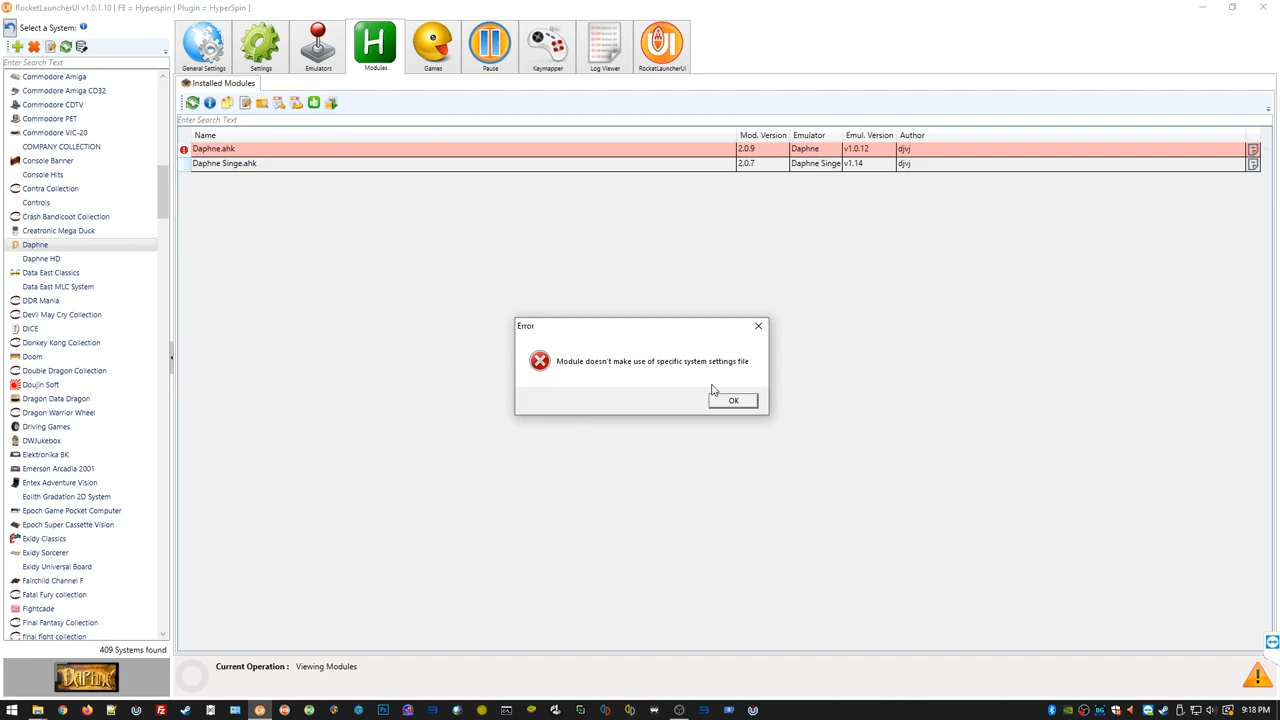 RocketLauncherUI v1.0.1.10 [ FE = Hyperspin | Plugin = HyperSpin ]
Select a System:
General Settings
Settings
Emulators
Modules
Games
Pause
Keymapper
Log Viewer
RocketLauncherUI
Enter Search Text
Commodore Amiga
Commodore Amiga CD32
Commodore CDTV
Commodore PET
Commodore VIC-20
COMPANY COLLECTION
Console Banner
Console Hits
Contra Collection
Controls
Crash Bandicoot Collection
Creatronic Mega Duck
Daphne
Daphne HD
Data East Classics
Data East MLC System
DDR Mania
Devil May Cry Collection
DICE
Donkey Kong Collection
Doom
Double Dragon Collection
Doujin Soft
Dragon Data Dragon
Dragon Warrior Wheel
Driving Games
DWJukebox
Elektronika BK
Emerson Arcadia 2001
Entex Adventure Vision
Eolith Gradation 2D System
Epoch Game Pocket Computer
Epoch Super Cassette Vision
Exidy Classics
Exidy Sorcerer
Exidy Universal Board
Fairchild Channel F
Fatal Fury collection
Fightcade
Final Fantasy Collection
final fight collection
409 Systems found
DAPHNE
Installed Modules
Enter Search Text
Name Mod. Version Emulator Emul. Version Author
Daphne.ahk 2.0.9 Daphne v1.0.12 djvj
Daphne Singe.ahk 2.0.7 Daphne Singe v1.14 djvj
Error
Module doesn't make use of specific system settings file
OK
Current Operation : Viewing Modules
9:18 PM